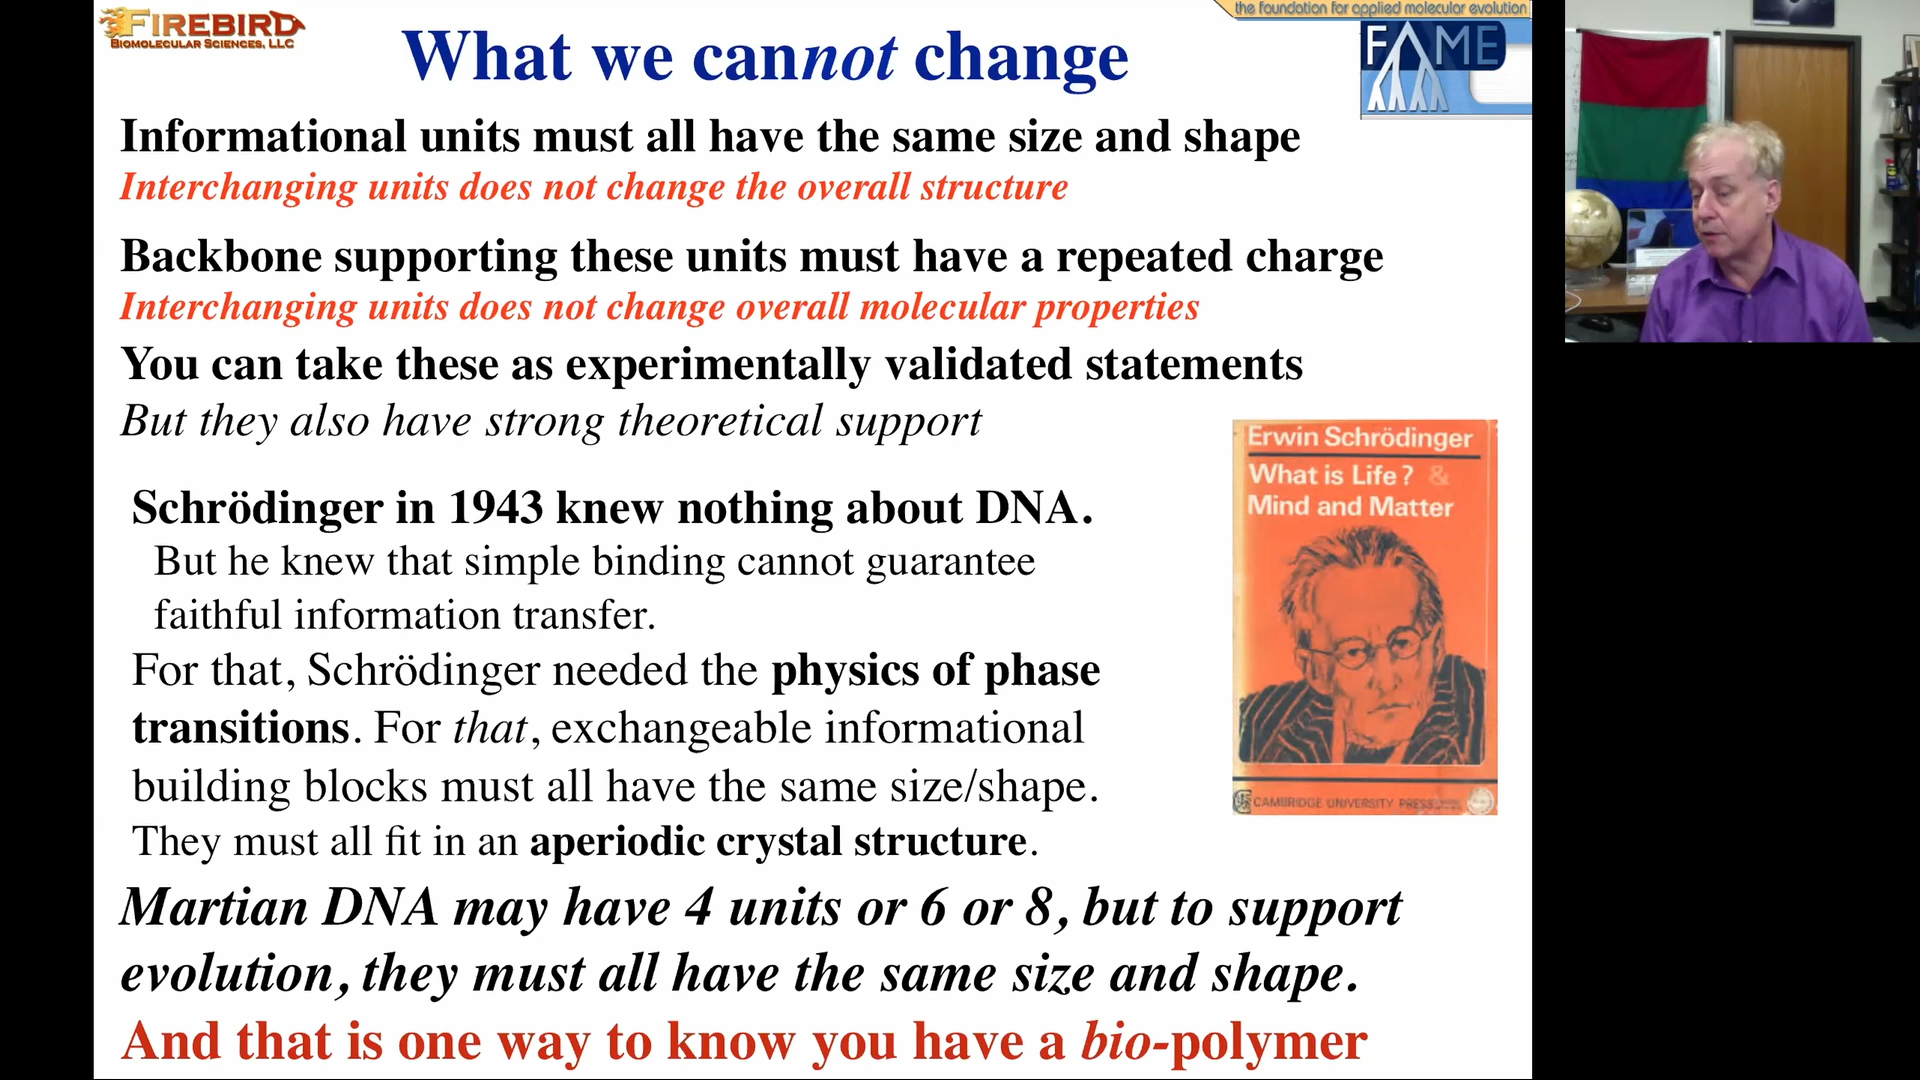 FIREBIRD
BIOMOLECULAR SCIENCES, LLC
the foundation for applied molecular evolution
FAME
What we cannot change
Informational units must all have the same size and shape
Interchanging units does not change the overall structure
Backbone supporting these units must have a repeated charge
Interchanging units does not change overall molecular properties
You can take these as experimentally validated statements
But they also have strong theoretical support
Schrödinger in 1943 knew nothing about DNA.
But he knew that simple binding cannot guarantee
faithful information transfer.
For that, Schrödinger needed the physics of phase
transitions. For that, exchangeable informational
building blocks must all have the same size/shape.
They must all fit in an aperiodic crystal structure.
Erwin Schrödinger
What is Life? &
Mind and Matter
CAMBRIDGE UNIVERSITY PRESS
Martian DNA may have 4 units or 6 or 8, but to support
evolution, they must all have the same size and shape.
And that is one way to know you have a bio-polymer